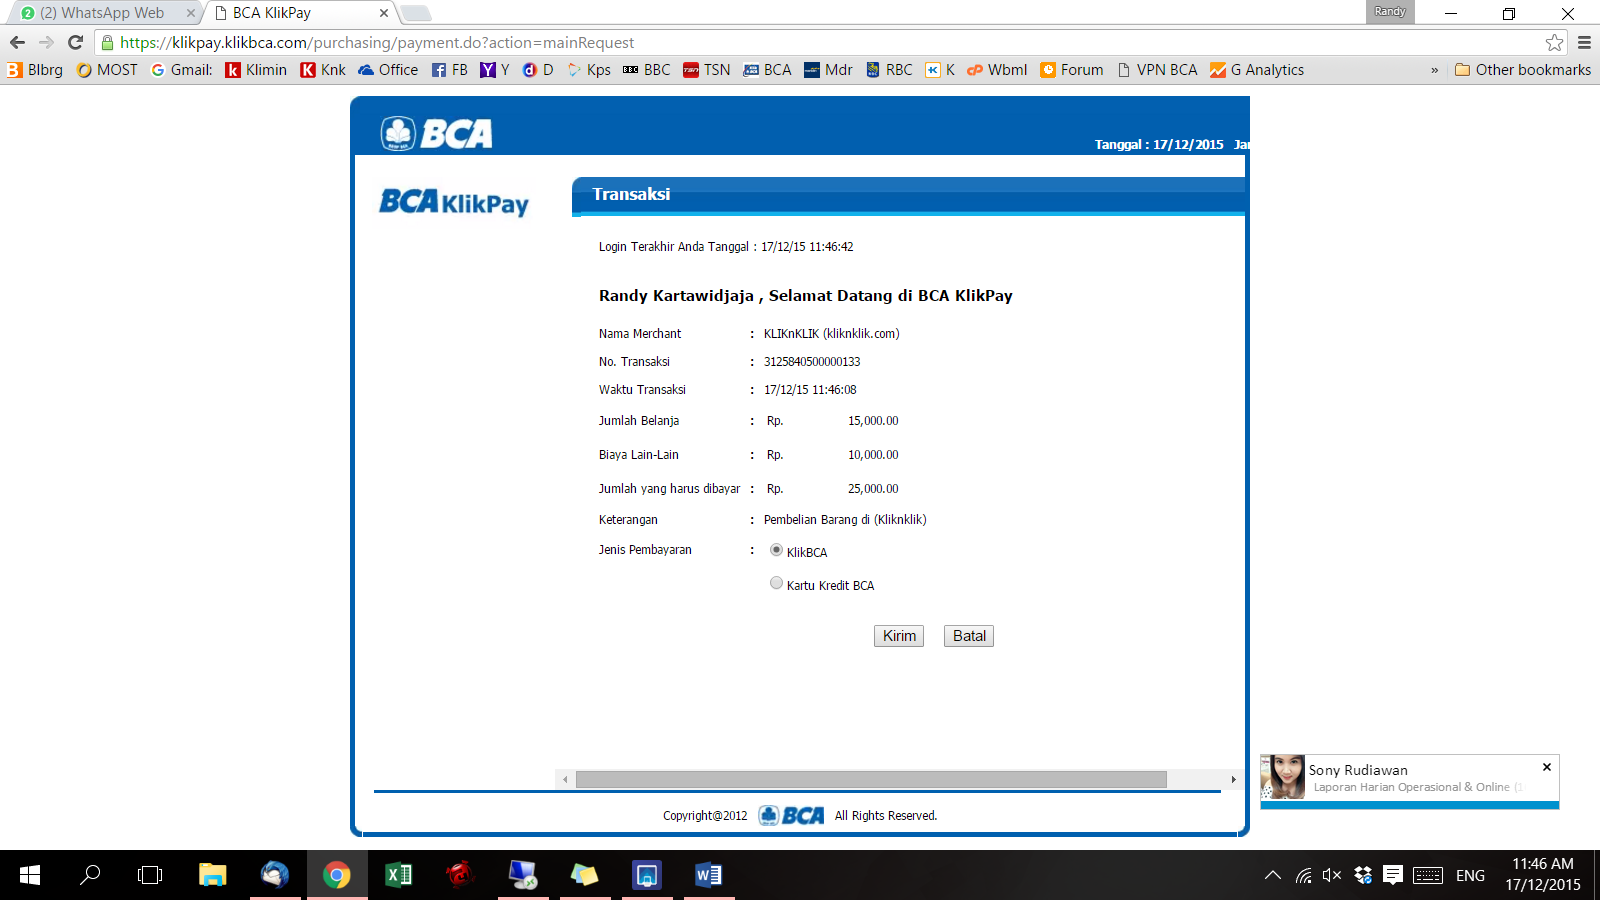 (2) WhatsApp Web
BCA KlikPay
Randy
https://klikpay.klikbca.com/purchasing/payment.do?action=mainRequest
Blbrg MOST Gmail: Klimin Knk Office FB Y D Kps BBC TSN BCA Mdr RBC K Wbml Forum VPN BCA G Analytics » Other bookmarks
BCA
Tanggal : 17/12/2015
BCA KlikPay
Transaksi
Login Terakhir Anda Tanggal : 17/12/15 11:46:42
Randy Kartawidjaja , Selamat Datang di BCA KlikPay
Nama Merchant : KLIKnKLIK (kliknklik.com)
No. Transaksi : 3125840500000133
Waktu Transaksi : 17/12/15 11:46:08
Jumlah Belanja : Rp. 15,000.00
Biaya Lain-Lain : Rp. 10,000.00
Jumlah yang harus dibayar : Rp. 25,000.00
Keterangan : Pembelian Barang di (Kliknklik)
Jenis Pembayaran : KlikBCA
Kartu Kredit BCA
Kirim Batal
Sony Rudiawan
Laporan Harian Operasional & Online
Copyright@2012 BCA All Rights Reserved.
ENG
11:46 AM
17/12/2015